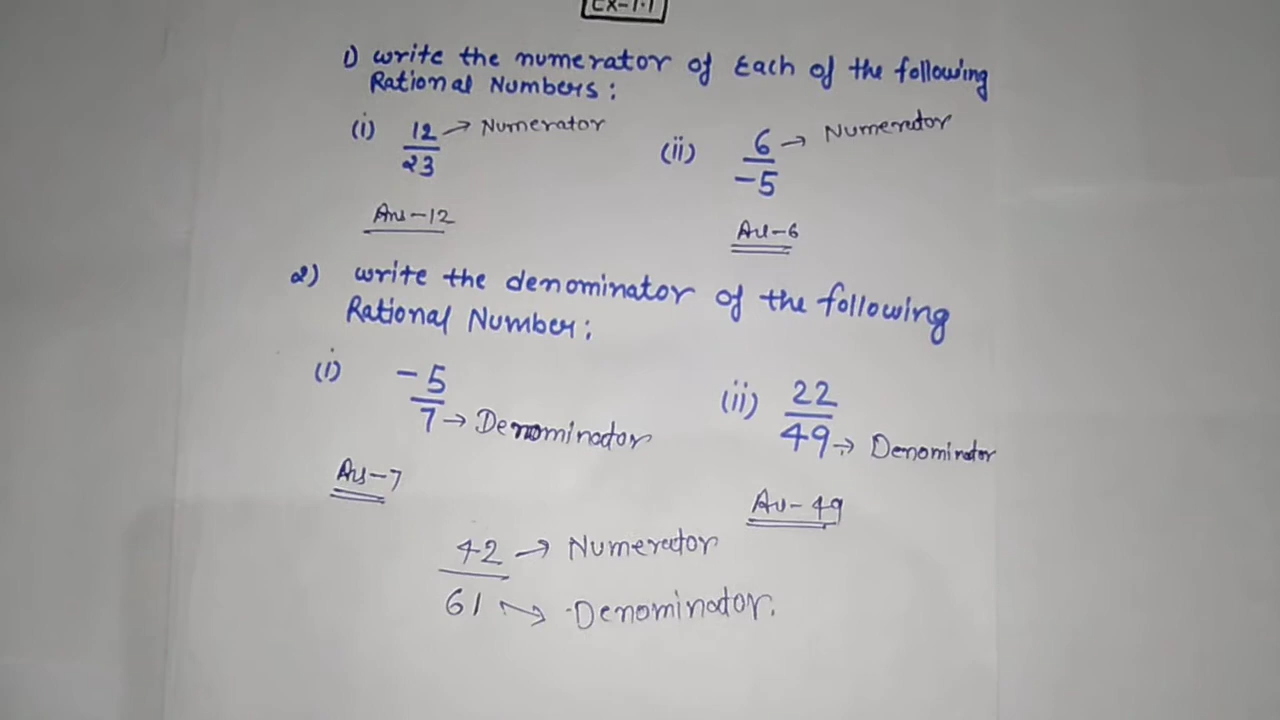 Ex-1.1
1) write the numerator of Each of the following
Rational Numbers:
(i) 12/23 → Numerator (ii) 6/-5 → Numerator
Ans-12 Ans-6
2) write the denominator of the following
Rational Number:
(i) -5/7 → Denominator (ii) 22/49 → Denominator
Ans-7 Ans-49
42 → Numerator
61 → Denominator.